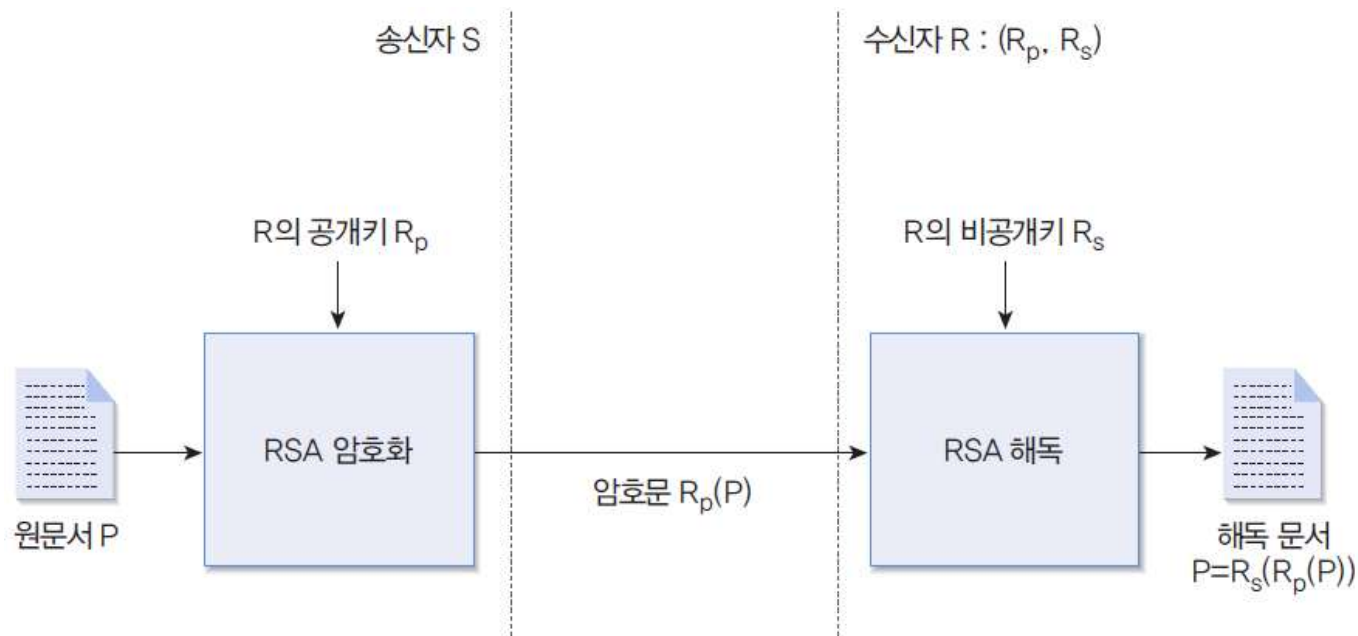 송신자 S
수신자 R : (Rp, Rs)
R의 공개키 Rp
R의 비공개키 Rs
RSA 암호화
RSA 해독
암호문 Rp(P)
원문서 P
해독 문서
P=Rs(Rp(P))